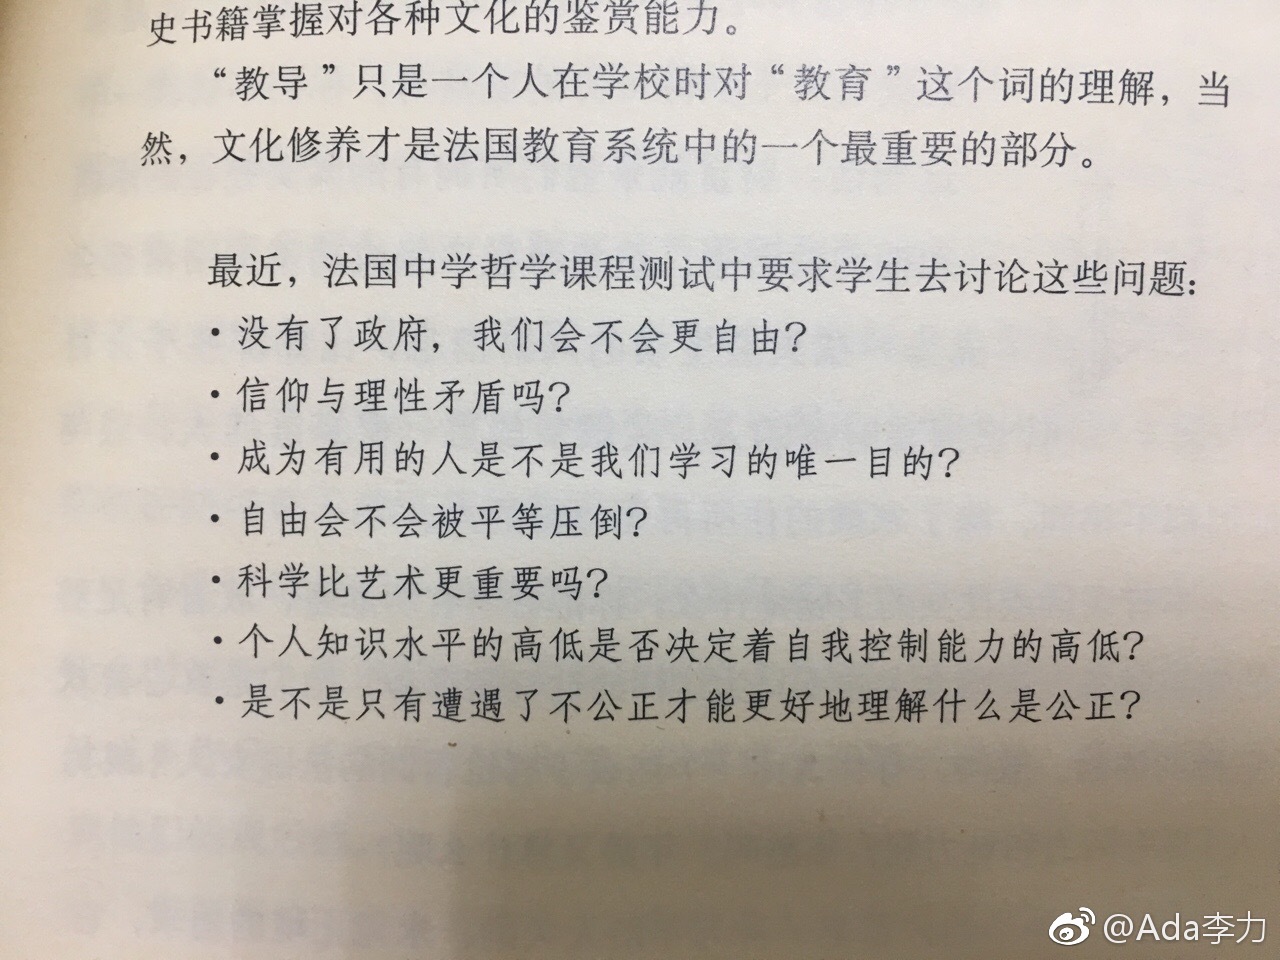 史书籍掌握对各种文化的鉴赏能力。
“教导”只是一个人在学校时对“教育”这个词的理解，当
然，文化修养才是法国教育系统中的一个最重要的部分。
最近，法国中学哲学课程测试中要求学生去讨论这些问题：
·没有了政府，我们会不会更自由？
·信仰与理性矛盾吗？
·成为有用的人是不是我们学习的唯一目的？
·自由会不会被平等压倒？
·科学比艺术更重要吗？
·个人知识水平的高低是否决定着自我控制能力的高低？
·是不是只有遭遇了不公正才能更好地理解什么是公正？
@Ada李力